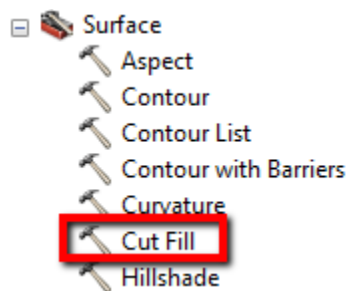 Surface
Aspect
Contour
Contour List
Contour with Barriers
Curvature
Cut Fill
Hillshade